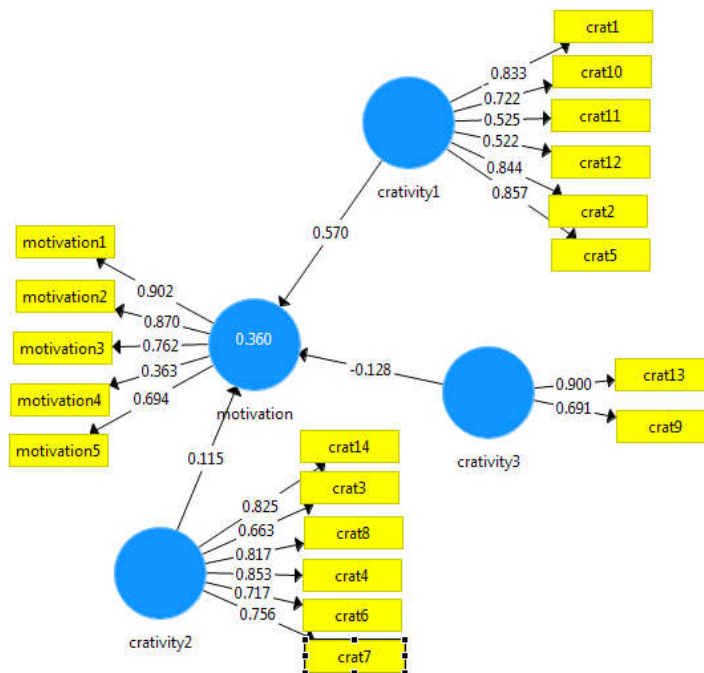 crat1
0.833
crat10
0.722
crat11
0.525
crat12
0.522
crat2
0.844
crat5
0.857
crativity1
0.570
motivation1
0.902
motivation2
0.870
motivation3
0.762
motivation4
0.363
motivation5
0.694
0.360
motivation
-0.128
crat13
0.900
crat9
0.691
crativity3
0.115
crat14
0.825
crat3
0.663
crat8
0.817
crat4
0.853
crat6
0.717
crat7
0.756
crativity2